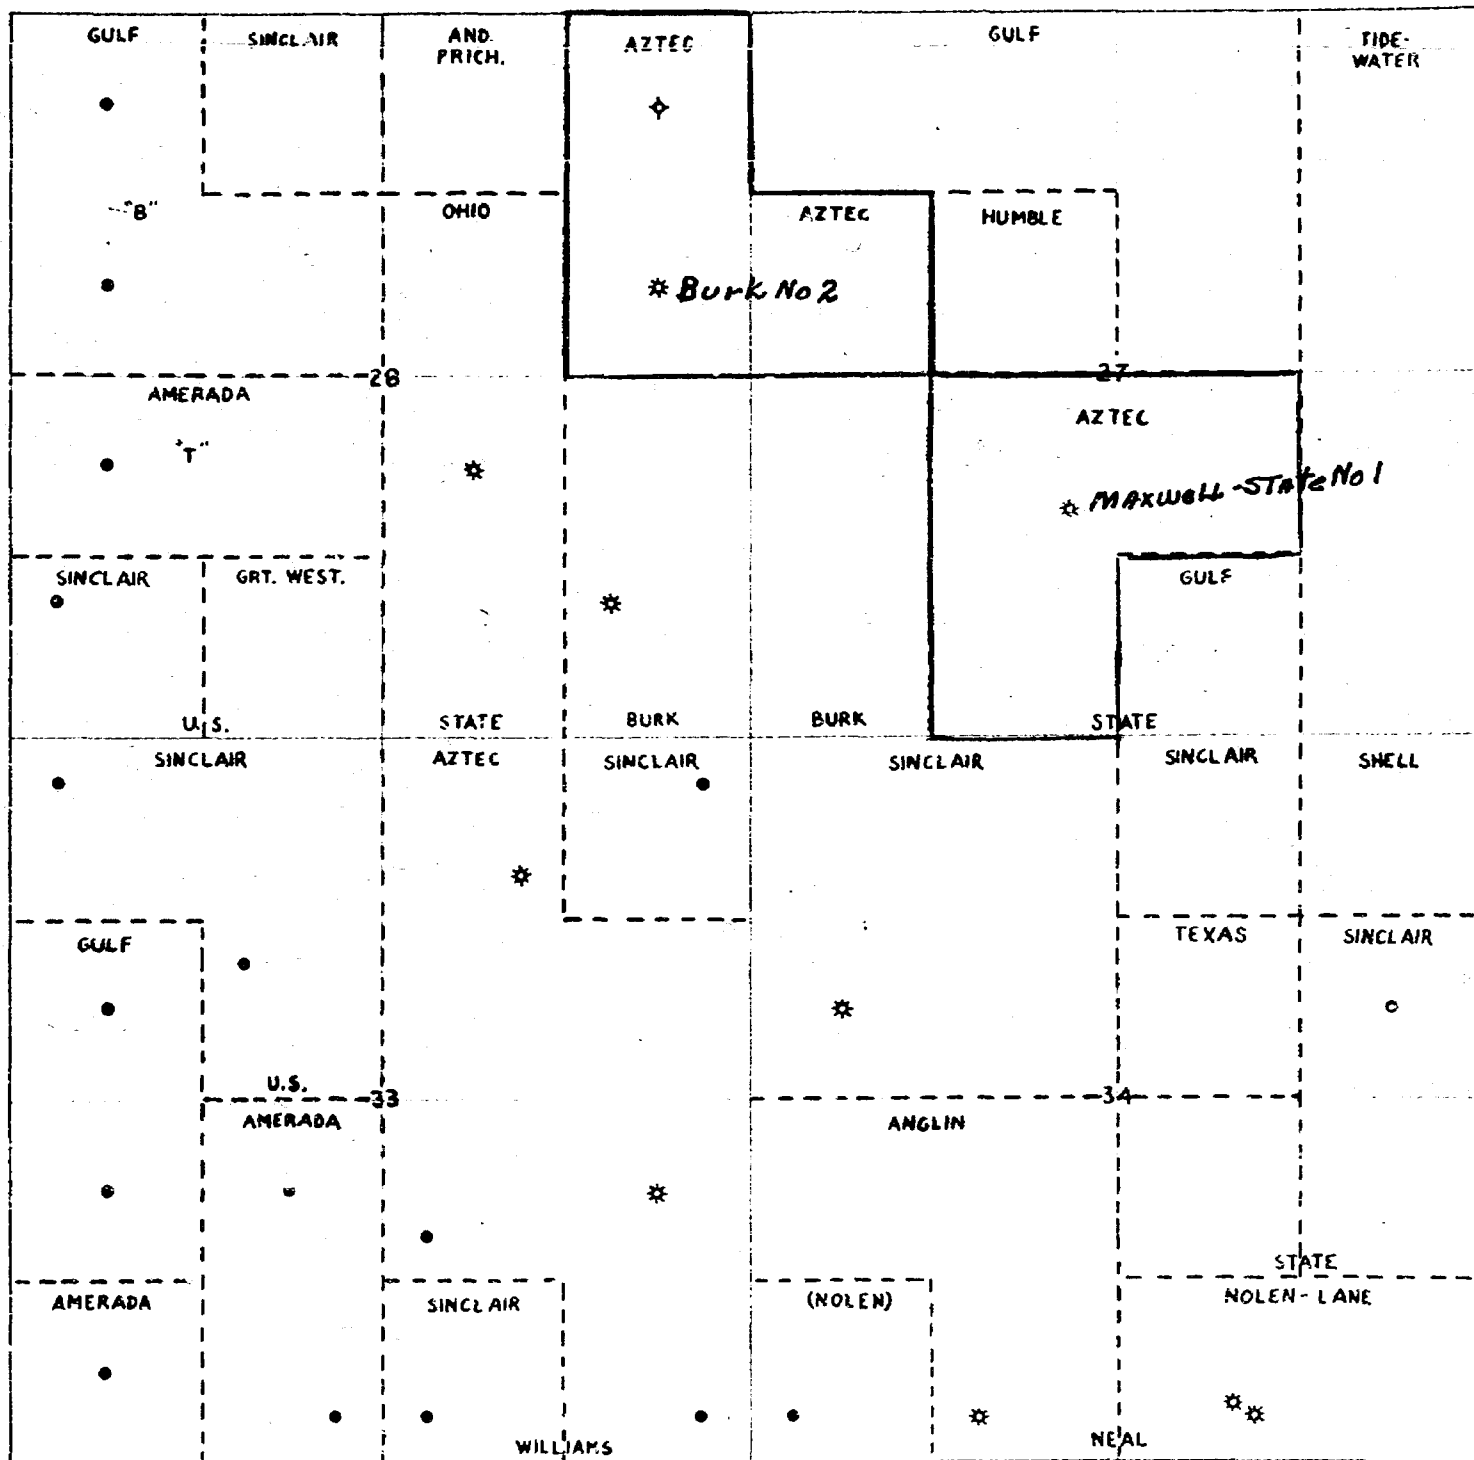 GULF
SINCLAIR
AND.
PRICH.
AZTEC
GULF
TIDE-
WATER
"B"
OHIO
AZTEC
HUMBLE
Burk No 2
28
27
AMERADA
"T"
AZTEC
MAXWELL-STATE No 1
SINCLAIR
GRT. WEST.
GULF
U.S.
STATE
BURK
BURK
STATE
SINCLAIR
AZTEC
SINCLAIR
SINCLAIR
SINCLAIR
SHELL
GULF
TEXAS
SINCLAIR
U.S.
33
34
AMERADA
ANGLIN
STATE
AMERADA
SINCLAIR
(NOLEN)
NOLEN-LANE
WILLIAMS
NEAL